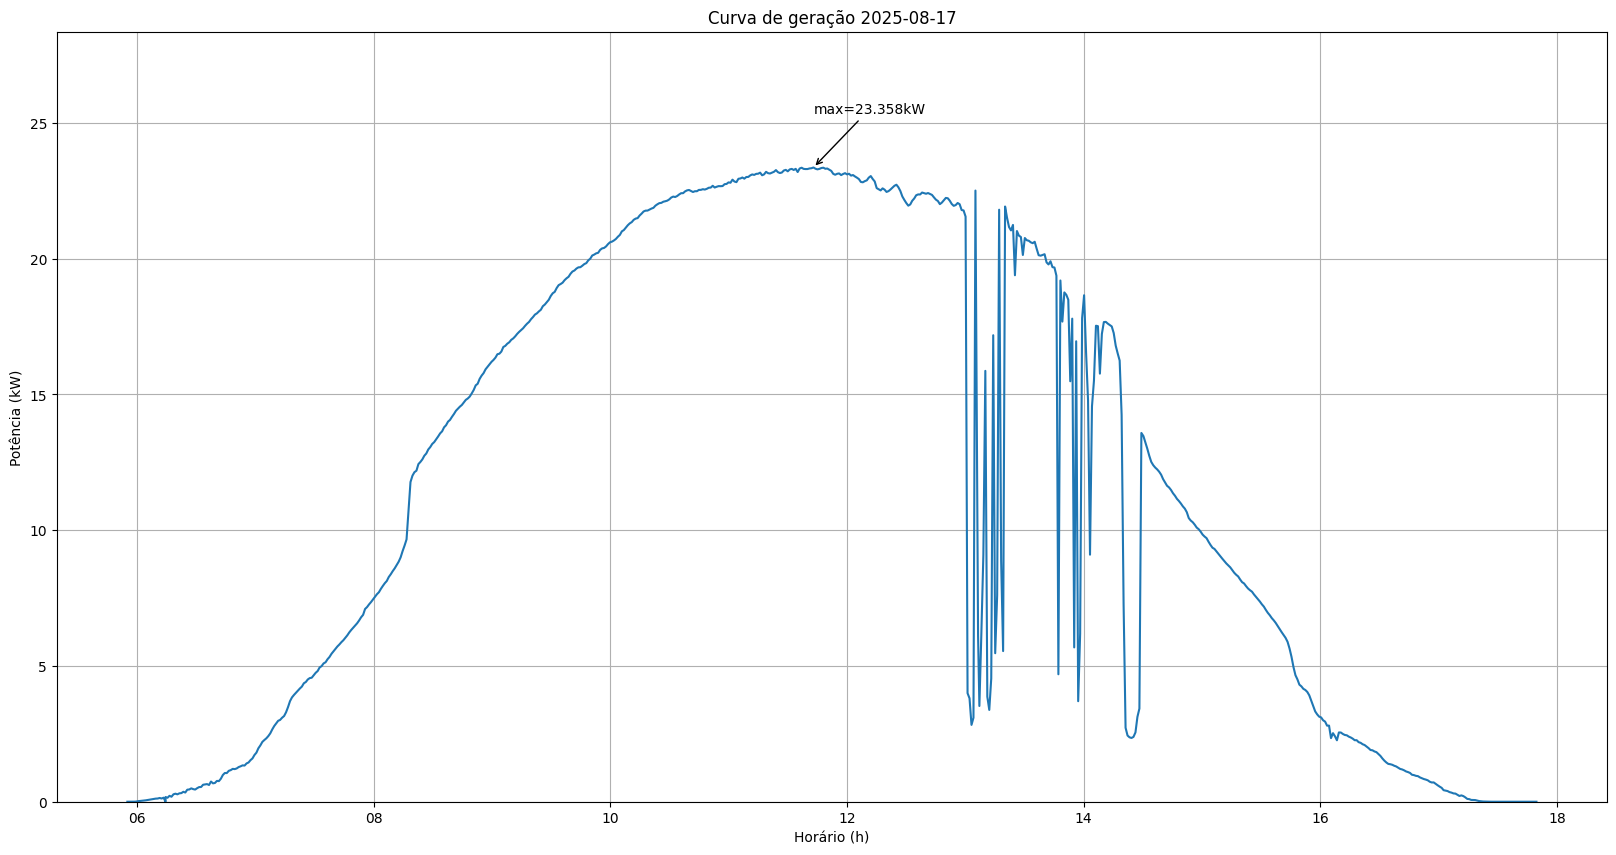 Curva de geração 2025-08-17
max=23.358kW
25
20
15
10
5
0
Potência (kW)
06 08 10 12 14 16 18
Horário (h)